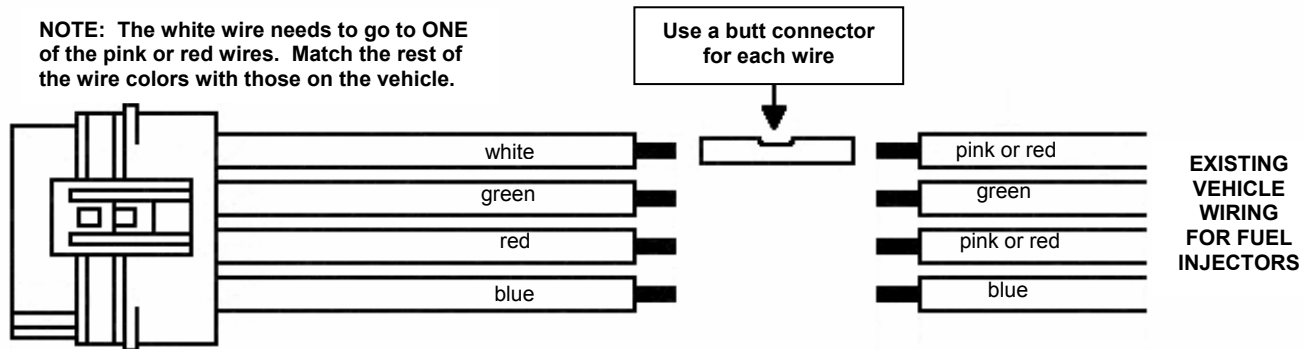 NOTE: The white wire needs to go to ONE
of the pink or red wires. Match the rest of
the wire colors with those on the vehicle.
Use a butt connector
for each wire
white
pink or red
green
green
red
pink or red
blue
blue
EXISTING
VEHICLE
WIRING
FOR FUEL
INJECTORS